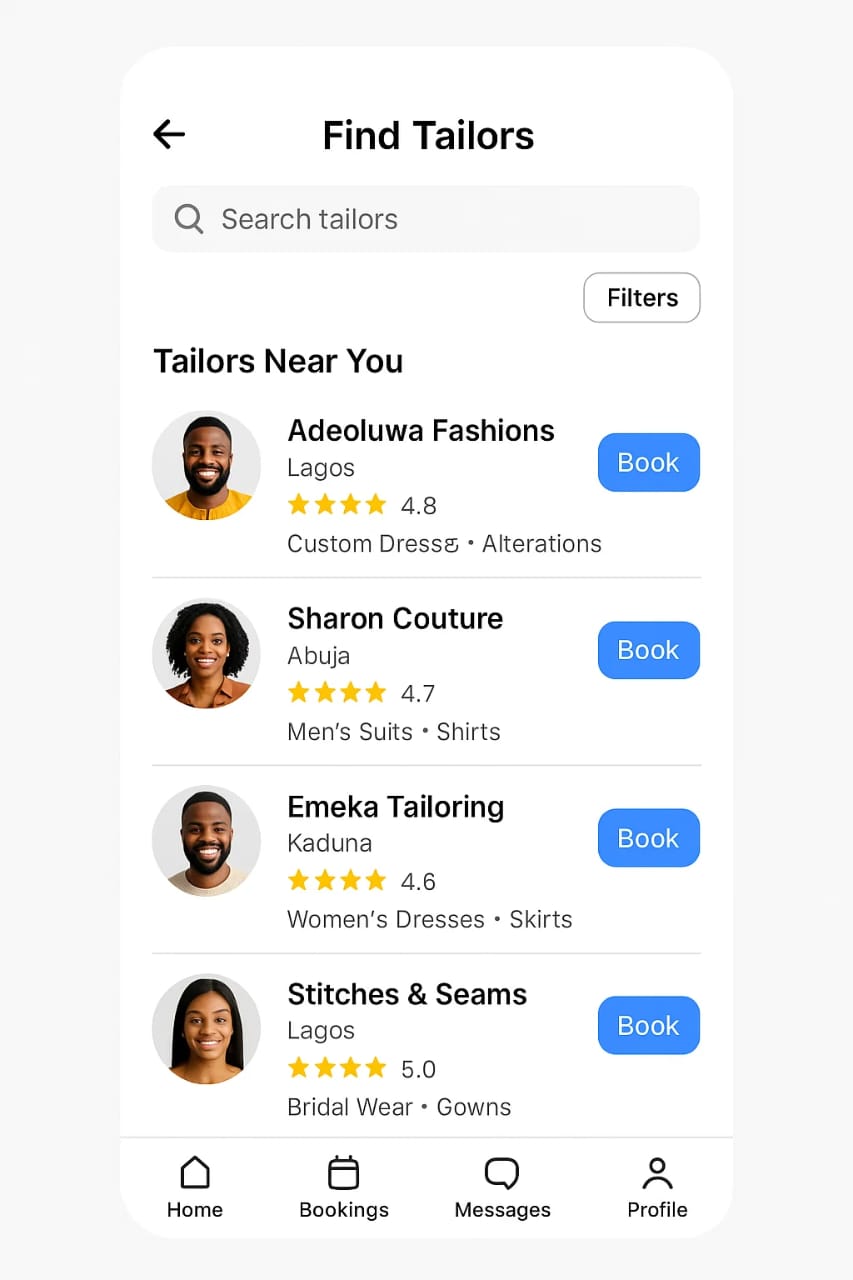 Find Tailors
Search tailors
Filters
Tailors Near You
Adeoluwa Fashions
Book
Lagos
4.8
Custom • Alterations
Sharon Couture
Book
Abuja
4.7
Men's Suits • Shirts
Emeka Tailoring
Book
Kaduna
4.6
Women's Dresses • Skirts
Stitches & Seams
Book
Lagos
5.0
Bridal Wear • Gowns
Home
Bookings
Messages
Profile